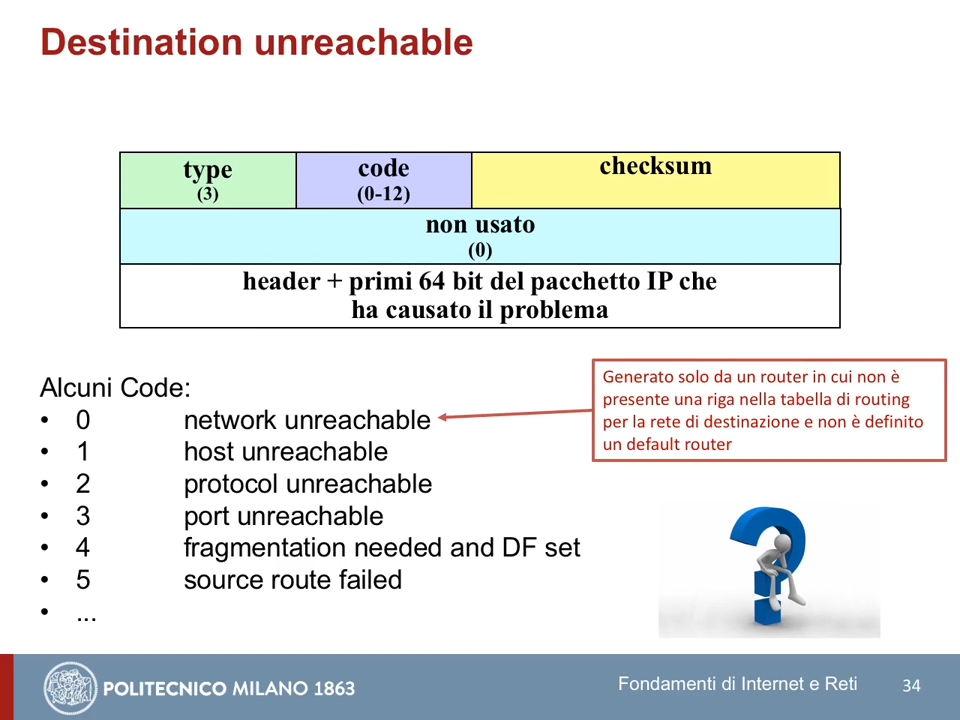 Destination unreachable
type
(3)
code
(0-12)
checksum
non usato
(0)
header + primi 64 bit del pacchetto IP che
ha causato il problema
Alcuni Code:
• 0 network unreachable
• 1 host unreachable
• 2 protocol unreachable
• 3 port unreachable
• 4 fragmentation needed and DF set
• 5 source route failed
• ...
Generato solo da un router in cui non è
presente una riga nella tabella di routing
per la rete di destinazione e non è definito
un default router
POLITECNICO MILANO 1863
Fondamenti di Internet e Reti
34